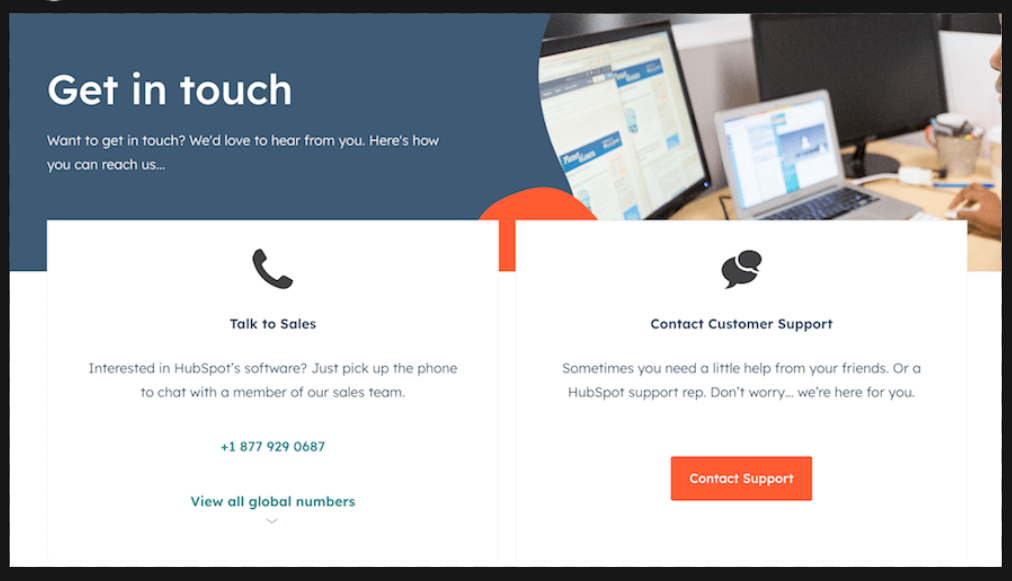 Get in touch
Want to get in touch? We'd love to hear from you. Here's how
you can reach us...
Talk to Sales
Interested in HubSpot's software? Just pick up the phone
to chat with a member of our sales team.
+1 877 929 0687
View all global numbers
Contact Customer Support
Sometimes you need a little help from your friends. Or a
HubSpot support rep. Don't worry... we're here for you.
Contact Support